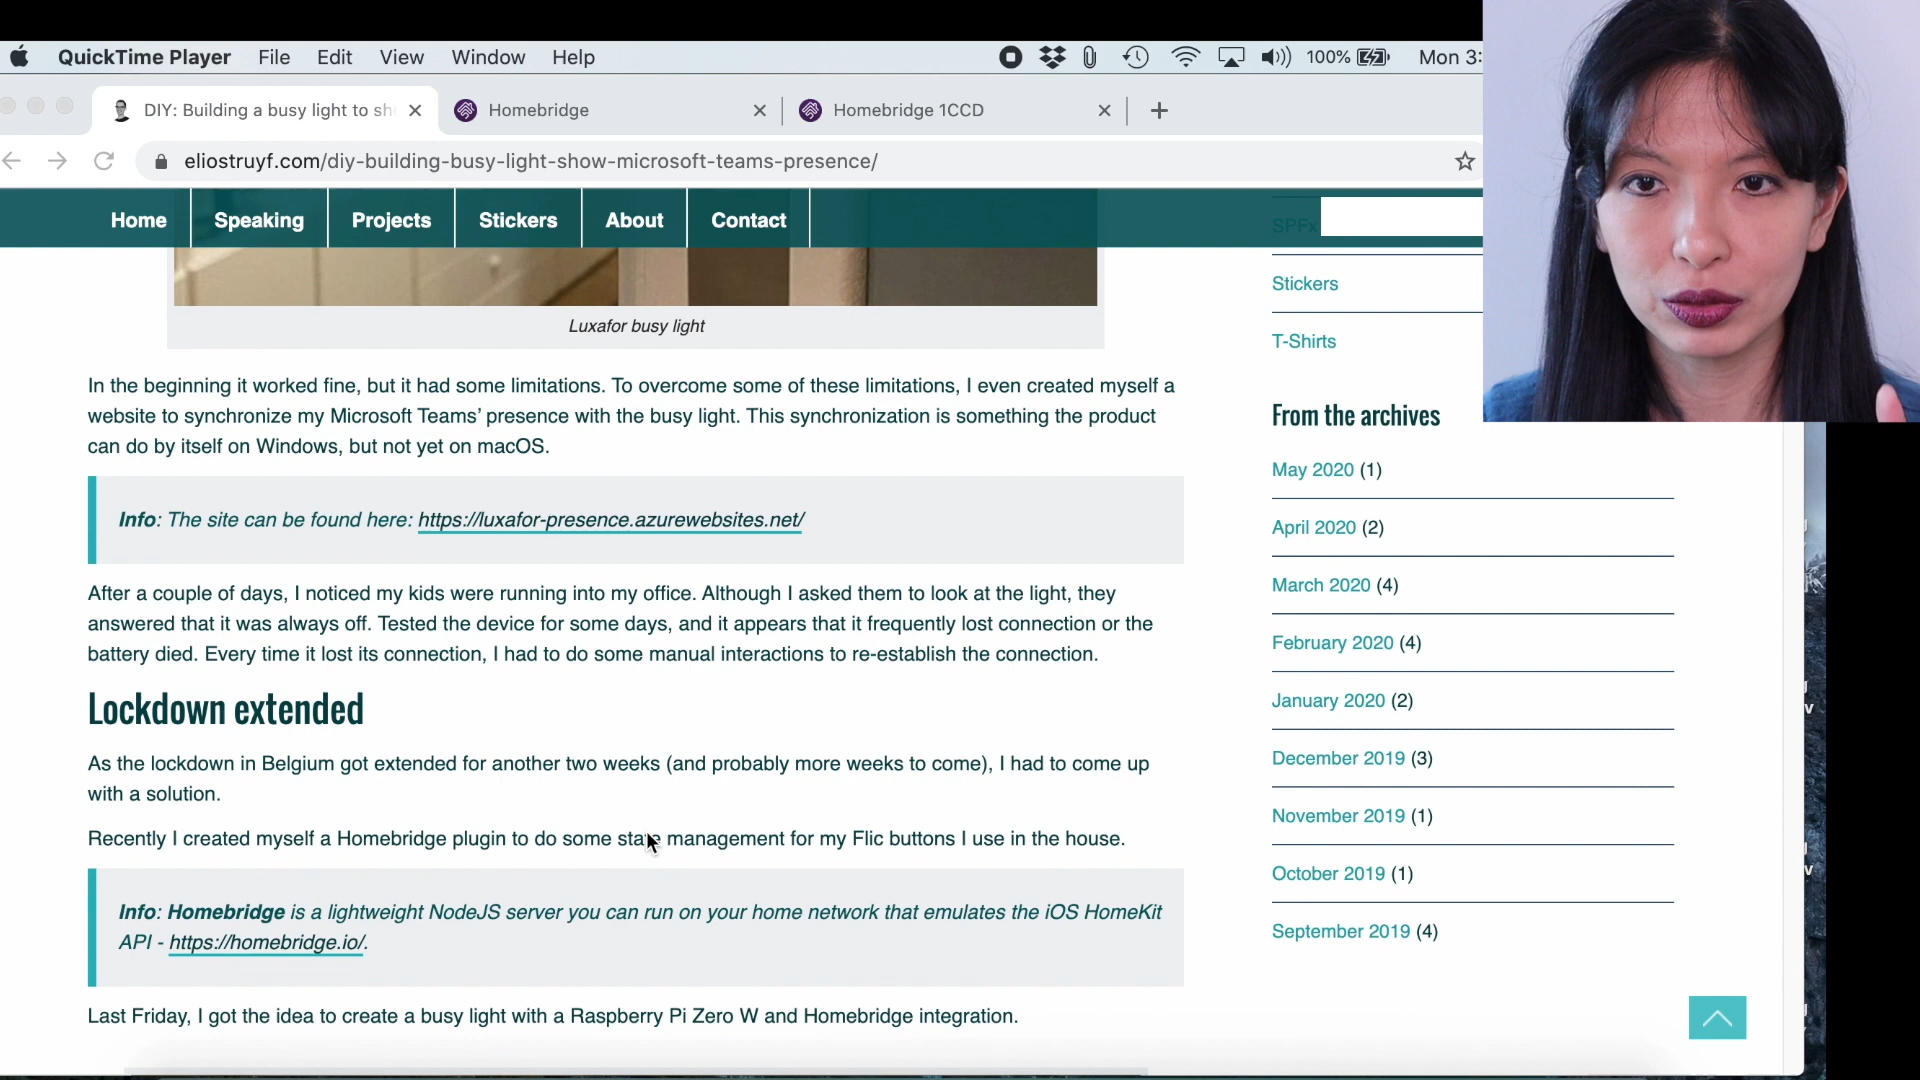 QuickTime Player File Edit View Window Help 100% Mon 3:
DIY: Building a busy light to sh Homebridge Homebridge 1CCD
eliostruyf.com/diy-building-busy-light-show-microsoft-teams-presence/
Home Speaking Projects Stickers About Contact
SPFx
Luxafor busy light
In the beginning it worked fine, but it had some limitations. To overcome some of these limitations, I even created myself a
website to synchronize my Microsoft Teams’ presence with the busy light. This synchronization is something the product
can do by itself on Windows, but not yet on macOS.
Info: The site can be found here: https://luxafor-presence.azurewebsites.net/
After a couple of days, I noticed my kids were running into my office. Although I asked them to look at the light, they
answered that it was always off. Tested the device for some days, and it appears that it frequently lost connection or the
battery died. Every time it lost its connection, I had to do some manual interactions to re-establish the connection.
Lockdown extended
As the lockdown in Belgium got extended for another two weeks (and probably more weeks to come), I had to come up
with a solution.
Recently I created myself a Homebridge plugin to do some state management for my Flic buttons I use in the house.
Info: Homebridge is a lightweight NodeJS server you can run on your home network that emulates the iOS HomeKit
API - https://homebridge.io/.
Last Friday, I got the idea to create a busy light with a Raspberry Pi Zero W and Homebridge integration.
Stickers
T-Shirts
From the archives
May 2020 (1)
April 2020 (2)
March 2020 (4)
February 2020 (4)
January 2020 (2)
December 2019 (3)
November 2019 (1)
October 2019 (1)
September 2019 (4)